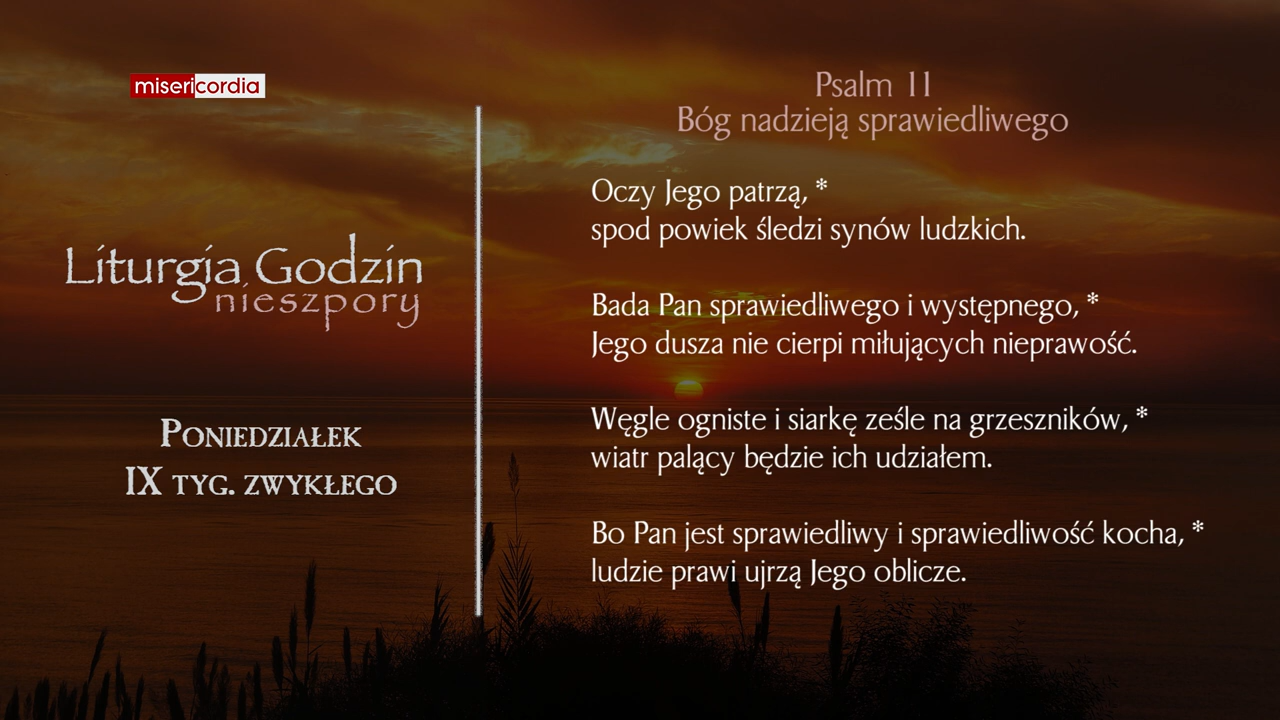 misericordia
Liturgia Godzin
nieszpory
Poniedziałek
IX tyg. zwykłego
Psalm 11
Bóg nadzieją sprawiedliwego
Oczy Jego patrzą, *
spod powiek śledzi synów ludzkich.
Bada Pan sprawiedliwego i występnego, *
Jego dusza nie cierpi miłujących nieprawość.
Węgle ogniste i siarkę ześle na grzeszników, *
wiatr palący będzie ich udziałem.
Bo Pan jest sprawiedliwy i sprawiedliwość kocha, *
ludzie prawi ujrzą Jego oblicze.